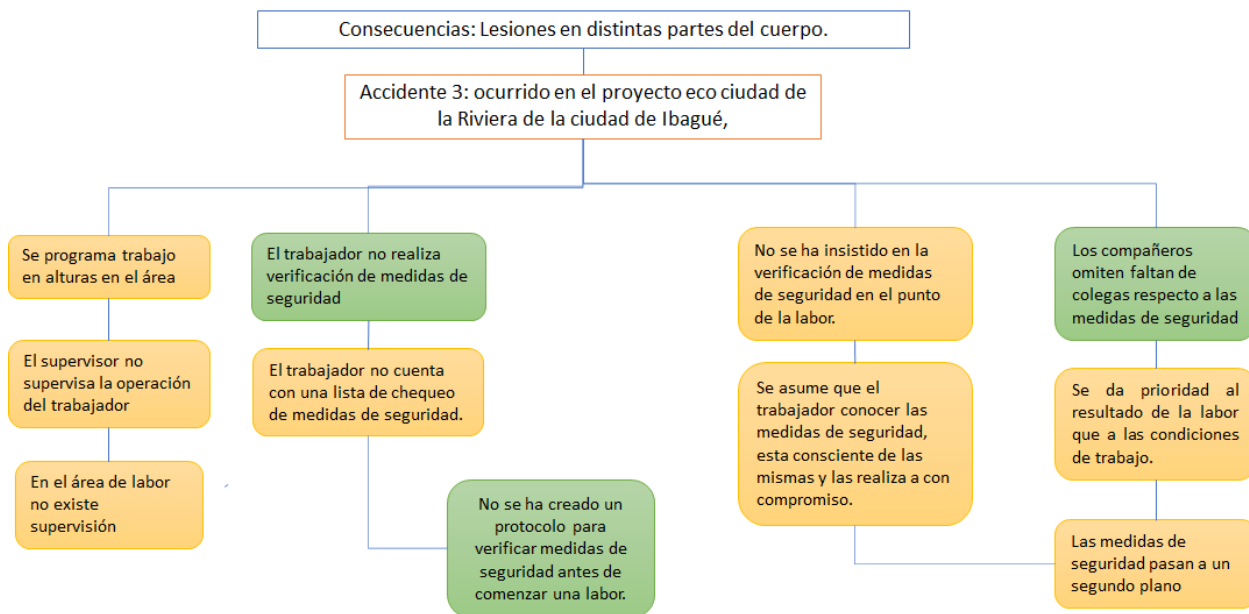 Consecuencias: Lesiones en distintas partes del cuerpo.
Accidente 3: ocurrido en el proyecto eco ciudad de
la Riviera de la ciudad de Ibagué,
Se programa trabajo
en alturas en el área
El supervisor no
supervisa la operación
del trabajador
En el área de labor
no existe
supervisión
El trabajador no realiza
verificación de medidas de
seguridad
El trabajador no cuenta
con una lista de chequeo
de medidas de seguridad.
No se ha creado un
protocolo para
verificar medidas de
seguridad antes de
comenzar una labor.
No se ha insistido en la
verificación de medidas
de seguridad en el punto
de la labor.
Se asume que el
trabajador conocer las
medidas de seguridad,
esta consciente de las
mismas y las realiza a con
compromiso.
Los compañeros
omiten faltan de
colegas respecto a las
medidas de seguridad
Se da prioridad al
resultado de la labor
que a las condiciones
de trabajo.
Las medidas de
seguridad pasan a un
segundo plano